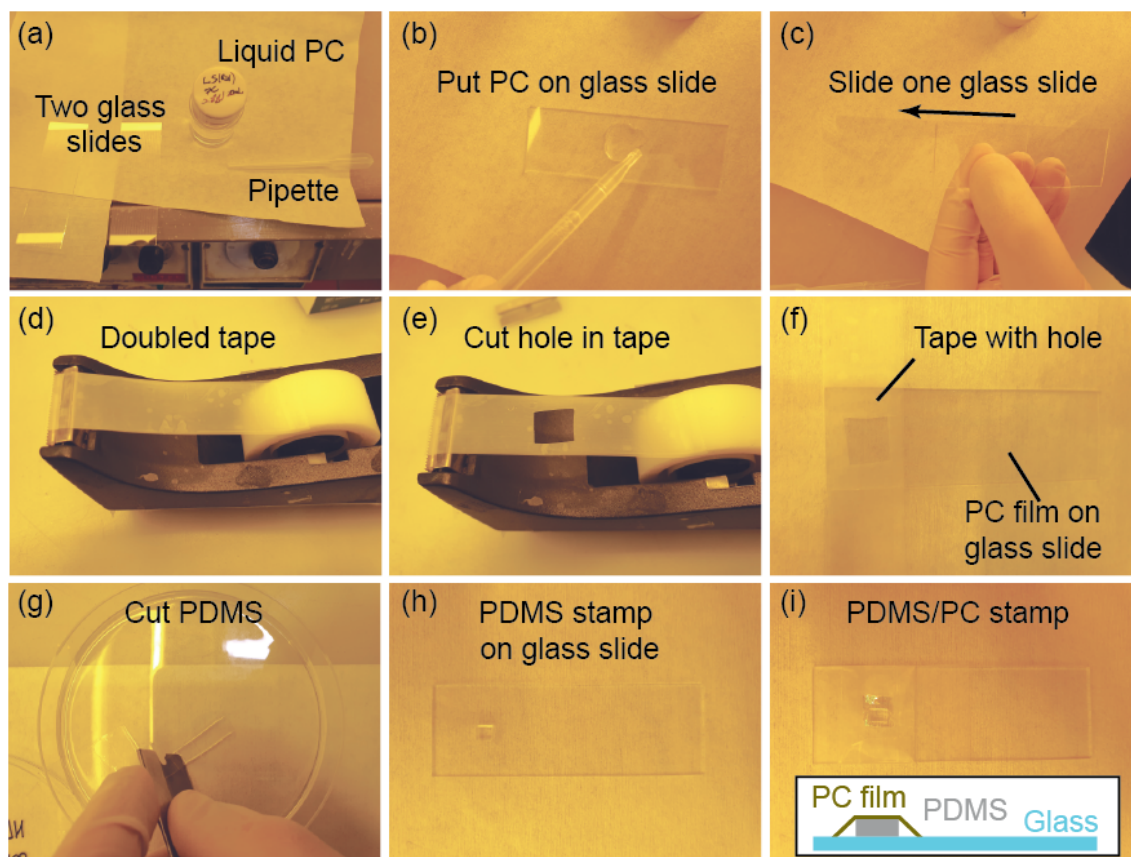 (a)
Liquid PC
Two glass
slides
Pipette
(b)
Put PC on glass slide
(c)
Slide one glass slide
(d)
Doubled tape
(e)
Cut hole in tape
(f)
Tape with hole
PC film on
glass slide
(g)
Cut PDMS
(h)
PDMS stamp
on glass slide
(i)
PDMS/PC stamp
PC film
PDMS
Glass